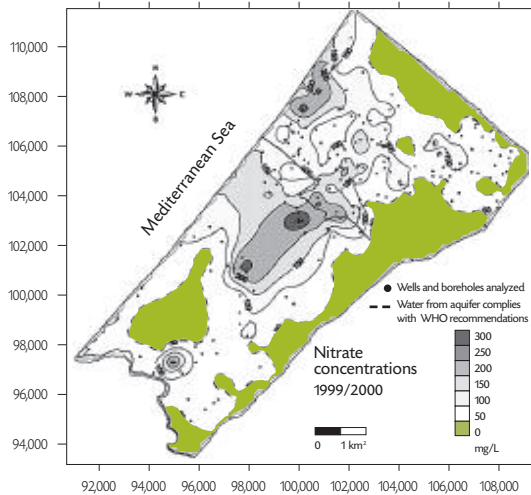 110,000
108,000
106,000
104,000
102,000
100,000
98,000
96,000
94,000
N
W E
S
Mediterranean Sea
Wells and boreholes analyzed
Water from aquifer complies
with WHO recommendations
Nitrate
concentrations
1999/2000
300
250
200
150
100
50
0
mg/L
0 1 km²
92,000 94,000 96,000 98,000 100,000 102,000 104,000 106,000 108,000